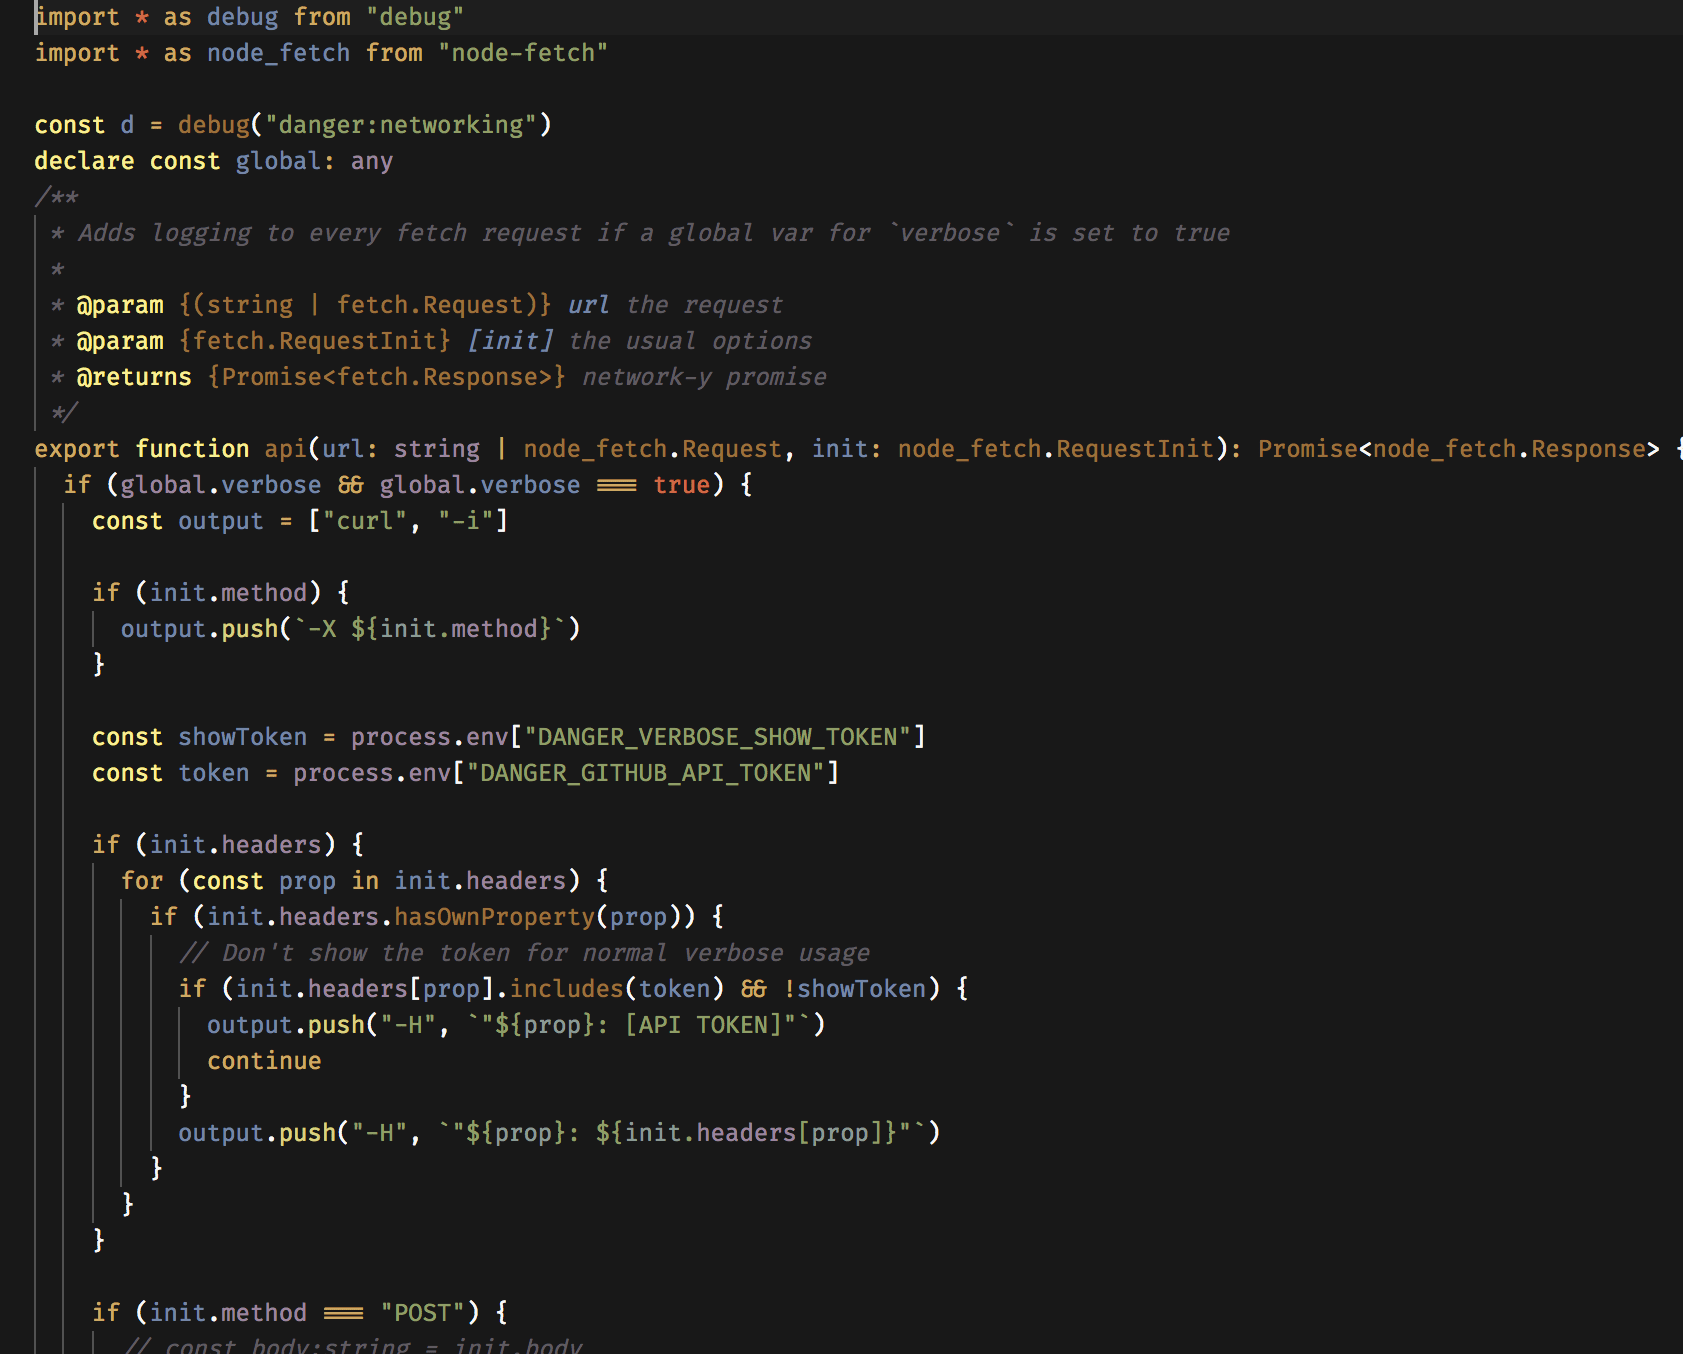 import * as debug from "debug"
import * as node_fetch from "node-fetch"

const d = debug("danger:networking")
declare const global: any
/**
 * Adds logging to every fetch request if a global var for `verbose` is set to true
 *
 * @param {(string | fetch.Request)} url the request
 * @param {fetch.RequestInit} [init] the usual options
 * @returns {Promise<fetch.Response>} network-y promise
 */
export function api(url: string | node_fetch.Request, init: node_fetch.RequestInit): Promise<node_fetch.Response> {
  if (global.verbose && global.verbose === true) {
    const output = ["curl", "-i"]

    if (init.method) {
      output.push(`-X ${init.method}`)
    }

    const showToken = process.env["DANGER_VERBOSE_SHOW_TOKEN"]
    const token = process.env["DANGER_GITHUB_API_TOKEN"]

    if (init.headers) {
      for (const prop in init.headers) {
        if (init.headers.hasOwnProperty(prop)) {
          // Don't show the token for normal verbose usage
          if (init.headers[prop].includes(token) && !showToken) {
            output.push("-H", `"${prop}: [API TOKEN]"`)
            continue
          }
          output.push("-H", `"${prop}: ${init.headers[prop]}"`)
        }
      }
    }

    if (init.method === "POST") {
      // const body:string = init.body